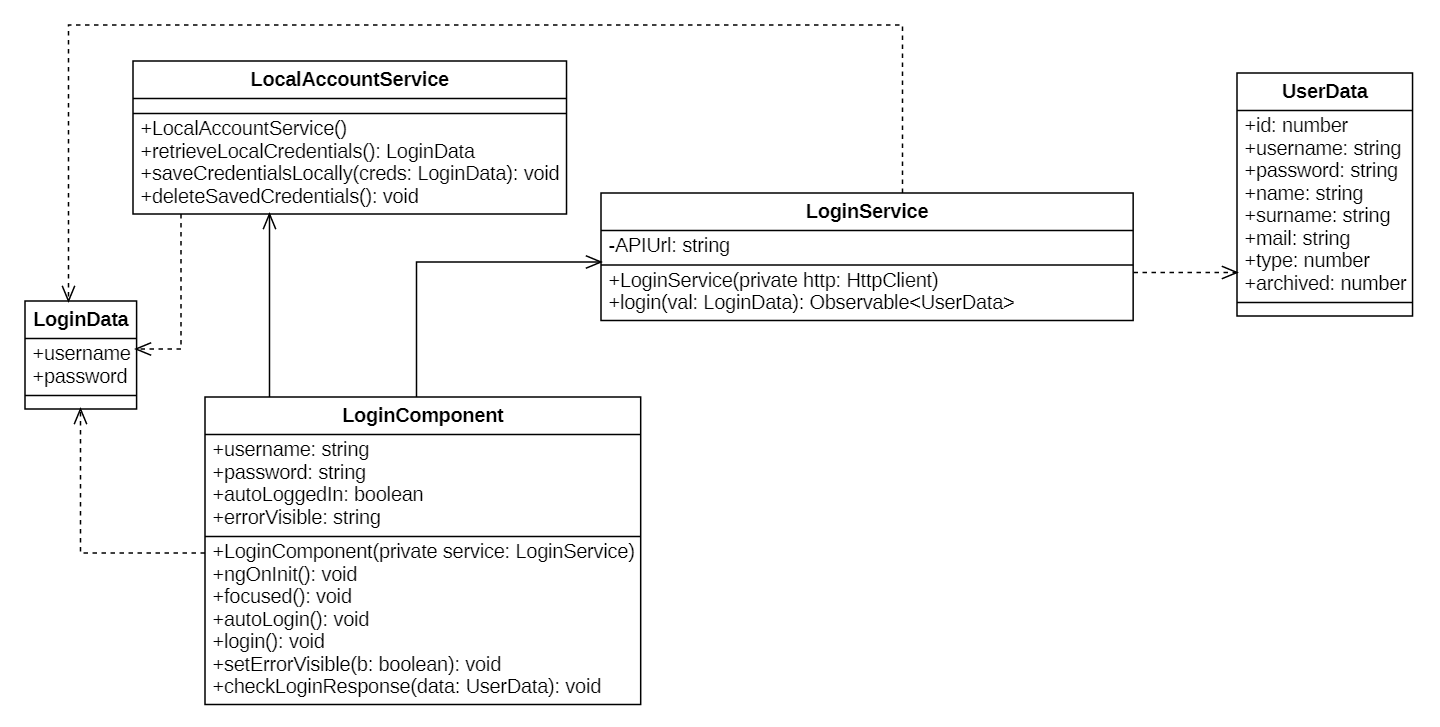 LocalAccountService
+LocalAccountService()
+retrieveLocalCredentials(): LoginData
+saveCredentialsLocally(creds: LoginData): void
+deleteSavedCredentials(): void
UserData
+id: number
+username: string
+password: string
+name: string
+surname: string
+mail: string
+type: number
+archived: number
LoginService
-APIUrl: string
+LoginService(private http: HttpClient)
+login(val: LoginData): Observable<UserData>
LoginData
+username
+password
LoginComponent
+username: string
+password: string
+autoLoggedIn: boolean
+errorVisible: string
+LoginComponent(private service: LoginService)
+ngOnInit(): void
+focused(): void
+autoLogin(): void
+login(): void
+setErrorVisible(b: boolean): void
+checkLoginResponse(data: UserData): void